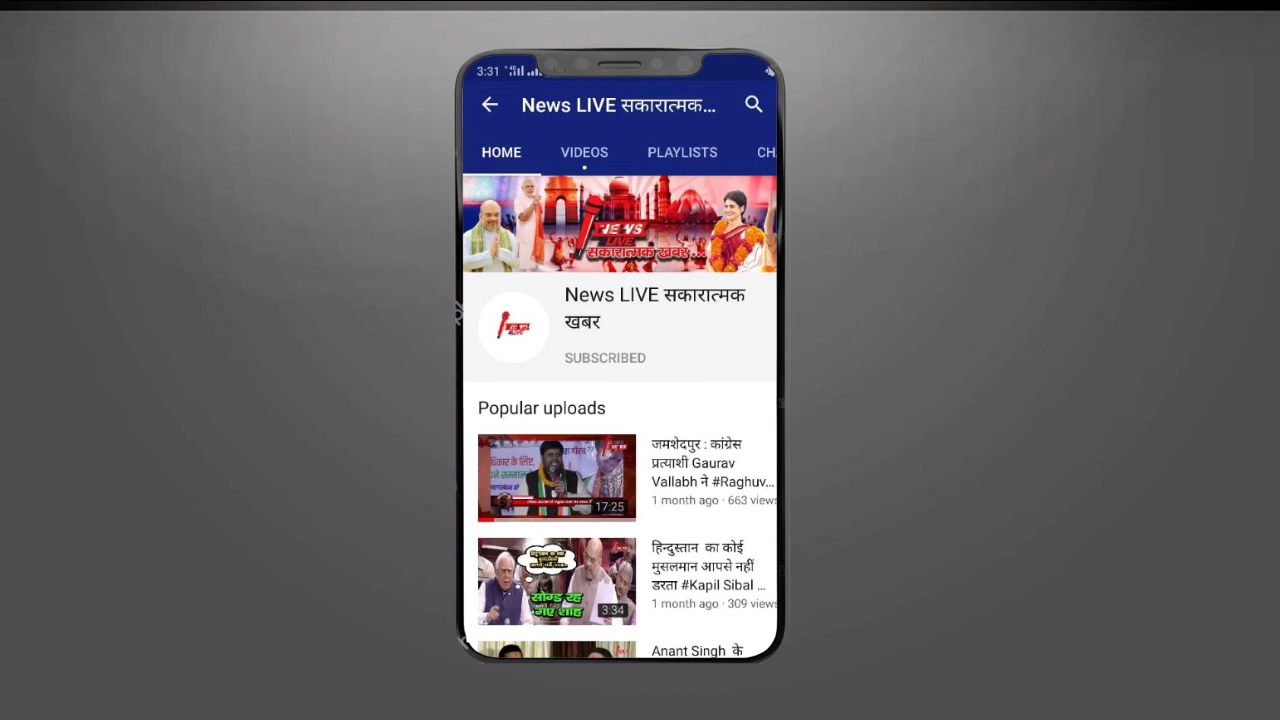 3:31
News LIVE सकारात्मक...
HOME VIDEOS PLAYLISTS CH
NEWS
LIVE
सकारात्मक खबर ...
News LIVE सकारात्मक
खबर
SUBSCRIBED
Popular uploads
17:25
जमशेदपुर : कांग्रेस
प्रत्याशी Gaurav
Vallabh ने #Raghuv...
1 month ago · 663 views
सोग्ड रह
गए शाह
3:34
हिन्दुस्तान का कोई
मुसलमान आपसे नहीं
डरता #Kapil Sibal ...
1 month ago · 309 views
Anant Singh के